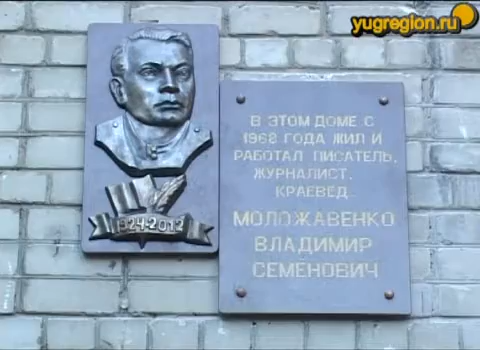 yugregion.ru
В ЭТОМ ДОМЕ С
1968 ГОДА ЖИЛ И
РАБОТАЛ ПИСАТЕЛЬ,
ЖУРНАЛИСТ,
КРАЕВЕД
МОЛОЖАВЕНКО
ВЛАДИМИР
СЕМЕНОВИЧ
1924-2012